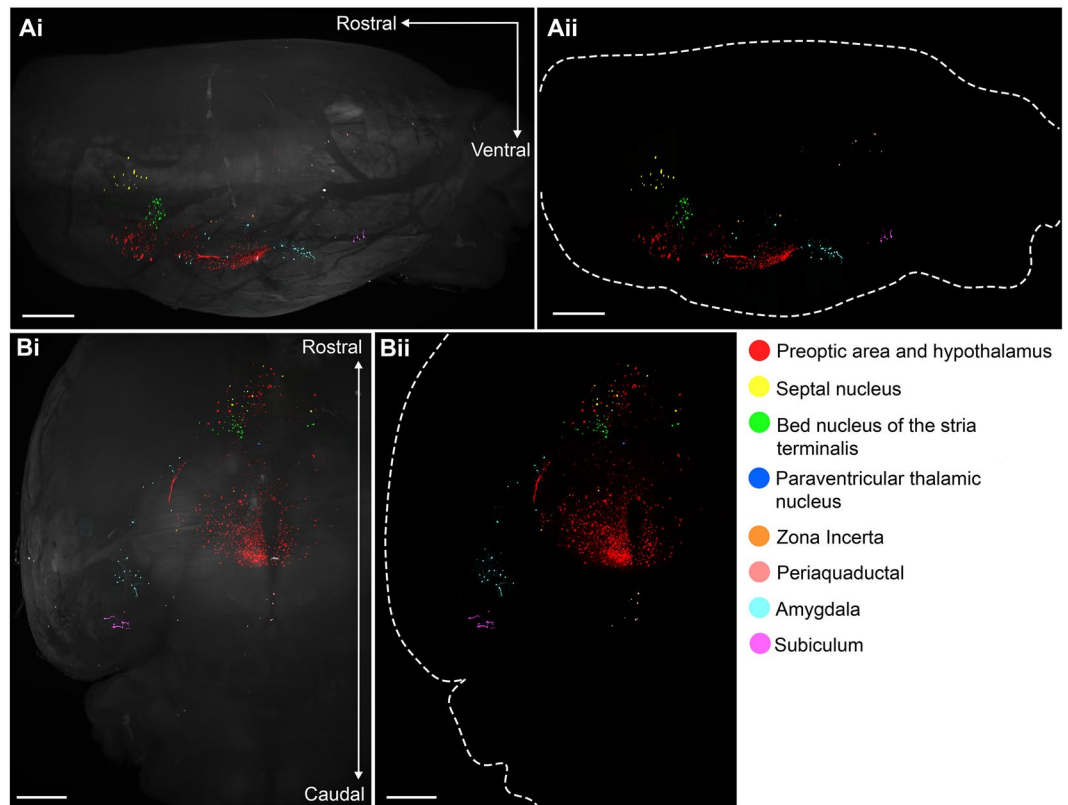 Ai
Rostral
Ventral
Aii
Bi
Rostral
Caudal
Bii
Preoptic area and hypothalamus
Septal nucleus
Bed nucleus of the stria
terminalis
Paraventricular thalamic
nucleus
Zona Incerta
Periaquaductal
Amygdala
Subiculum